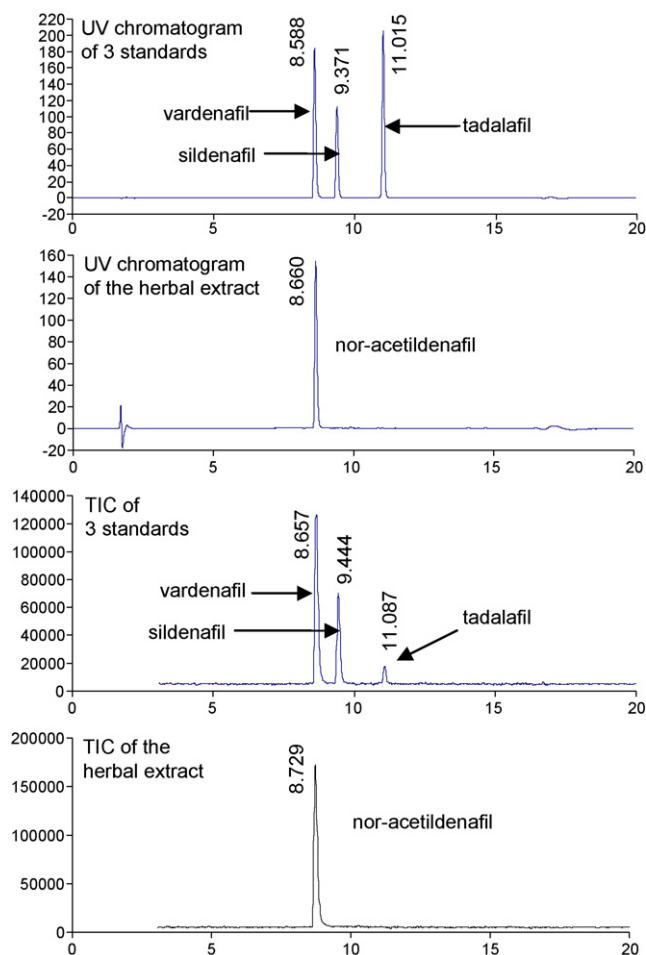 UV chromatogram
of 3 standards
8.588
9.371
11.015
vardenafil
sildenafil
tadalafil
220
200
180
160
140
120
100
80
60
40
20
0
-20
0 5 10 15 20
UV chromatogram
of the herbal extract
8.660
nor-acetildenafil
160
140
120
100
80
60
40
20
0
-20
0 5 10 15 20
TIC of
3 standards
8.657
9.444
11.087
vardenafil
sildenafil
tadalafil
140000
120000
100000
80000
60000
40000
20000
0
0 5 10 15 20
TIC of the
herbal extract
8.729
nor-acetildenafil
200000
150000
100000
50000
0
0 5 10 15 20